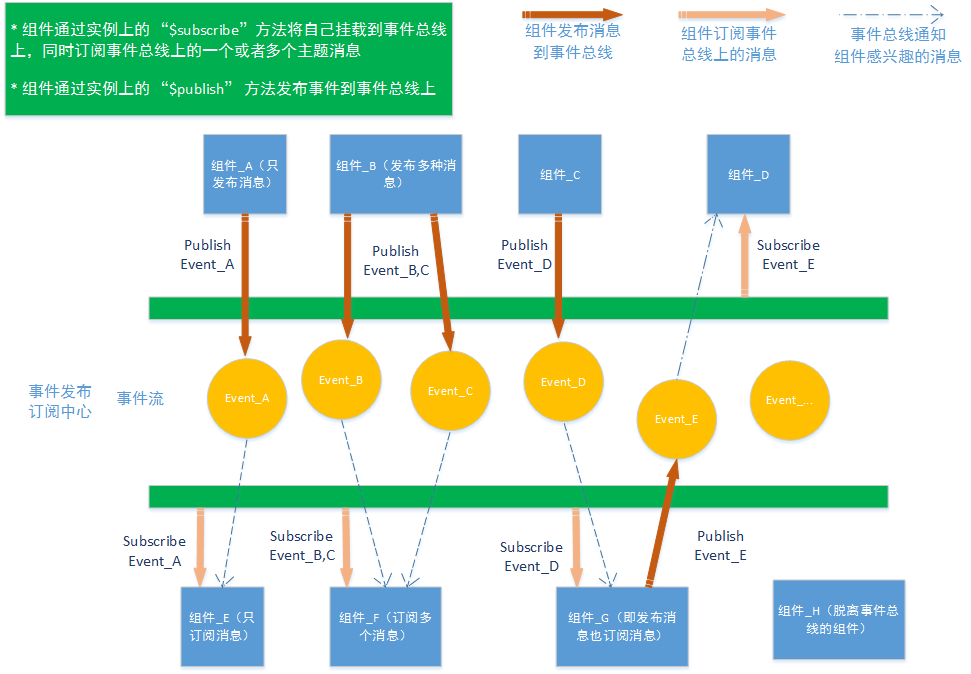 * 组件通过实例上的“$subscribe”方法将自己挂载到事件总线
上，同时订阅事件总线上的一个或者多个主题消息
* 组件通过实例上的“$publish” 方法发布事件到事件总线上
组件发布消息
到事件总线
组件订阅事件
总线上的消息
事件总线通知
组件感兴趣的消息
组件_A（只
发布消息）
组件_B（发布多种消
息）
组件_C
组件_D
Publish
Event_A
Publish
Event_B,C
Publish
Event_D
Subscribe
Event_E
事件发布
订阅中心
事件流
Event_A
Event_B
Event_C
Event_D
Event_E
Event_...
Subscribe
Event_A
Subscribe
Event_B,C
Subscribe
Event_D
Publish
Event_E
组件_E（只
订阅消息）
组件_F（订阅多
个消息）
组件_G（即发布消
息也订阅消息）
组件_H（脱离事件总
线的组件）